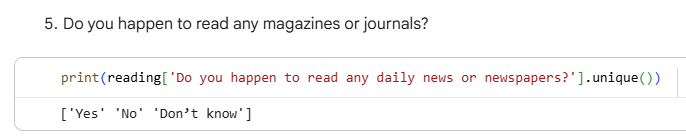 5. Do you happen to read any magazines or journals?
print(reading['Do you happen to read any daily news or newspapers?'].unique())
['Yes' 'No' 'Don’t know']